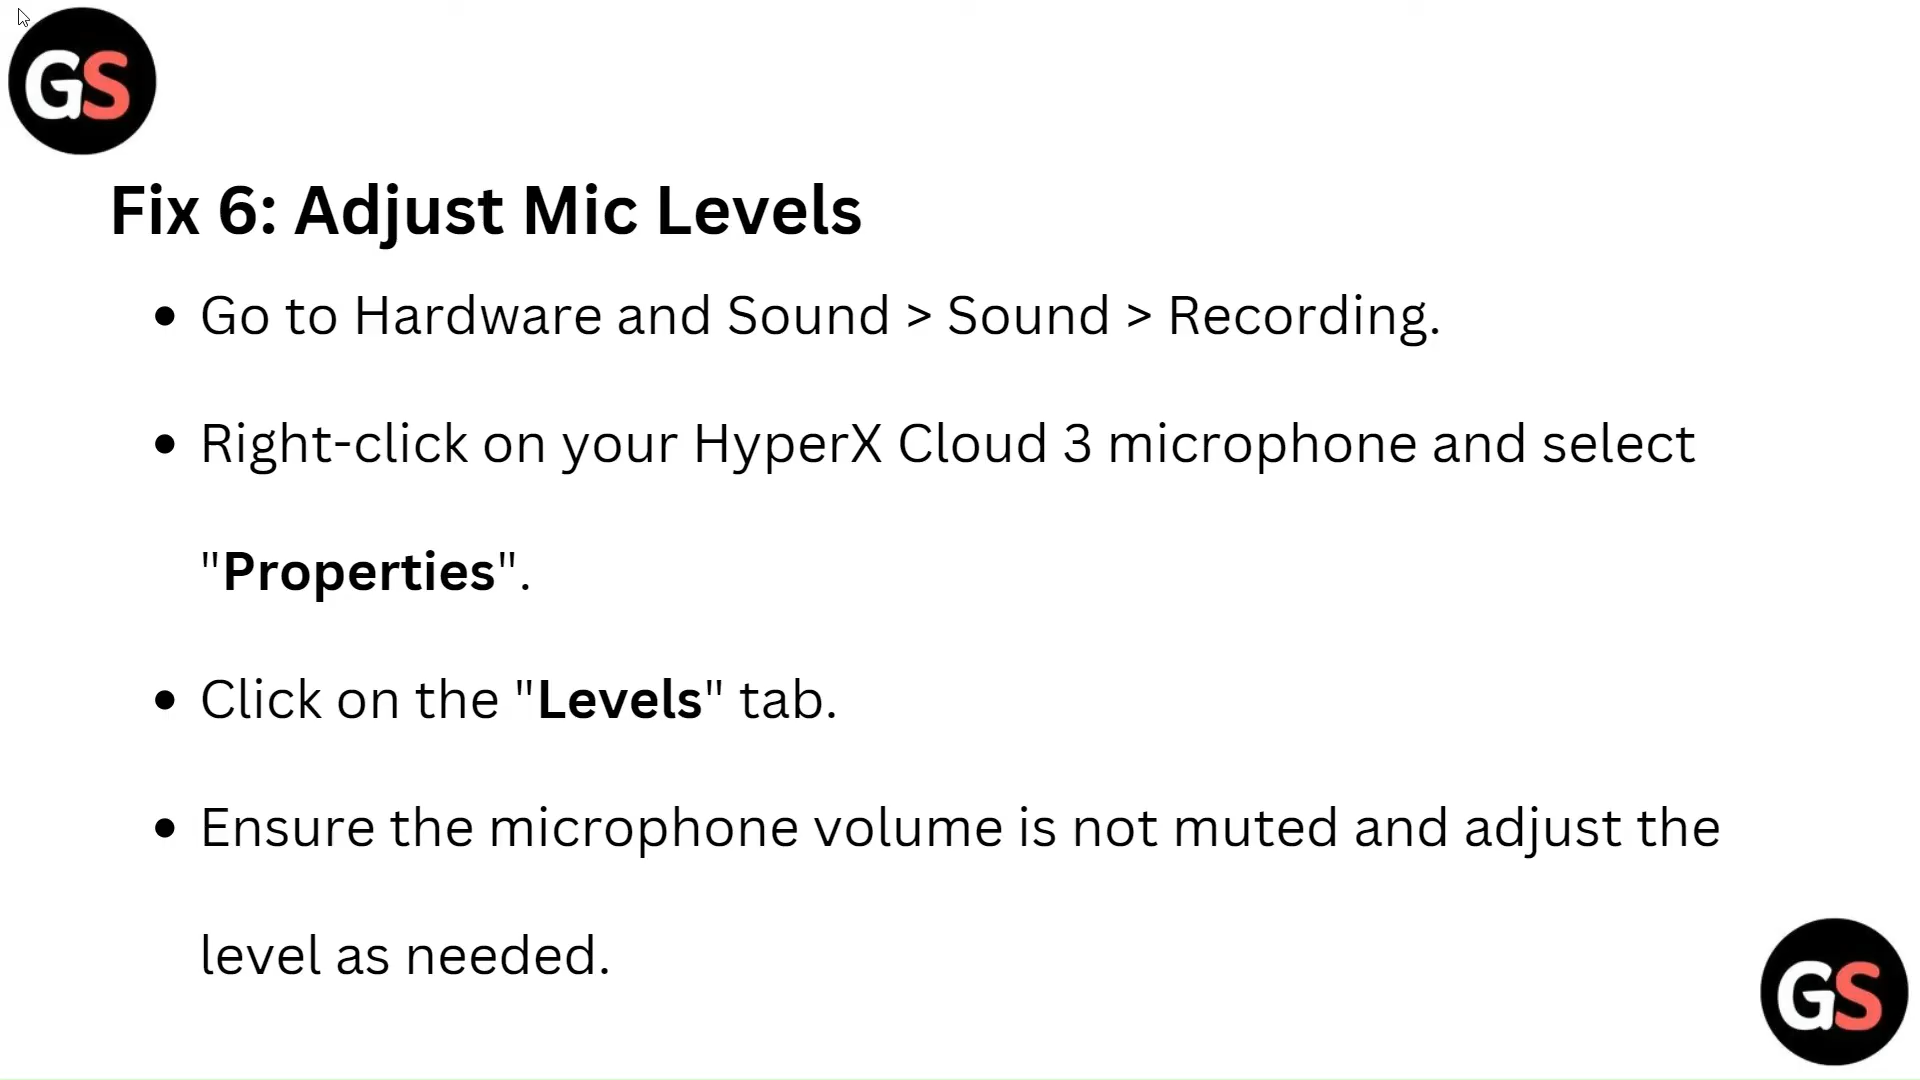 GS
Fix 6: Adjust Mic Levels
• Go to Hardware and Sound > Sound > Recording.
• Right-click on your HyperX Cloud 3 microphone and select
"Properties".
• Click on the "Levels" tab.
• Ensure the microphone volume is not muted and adjust the
level as needed.
GS